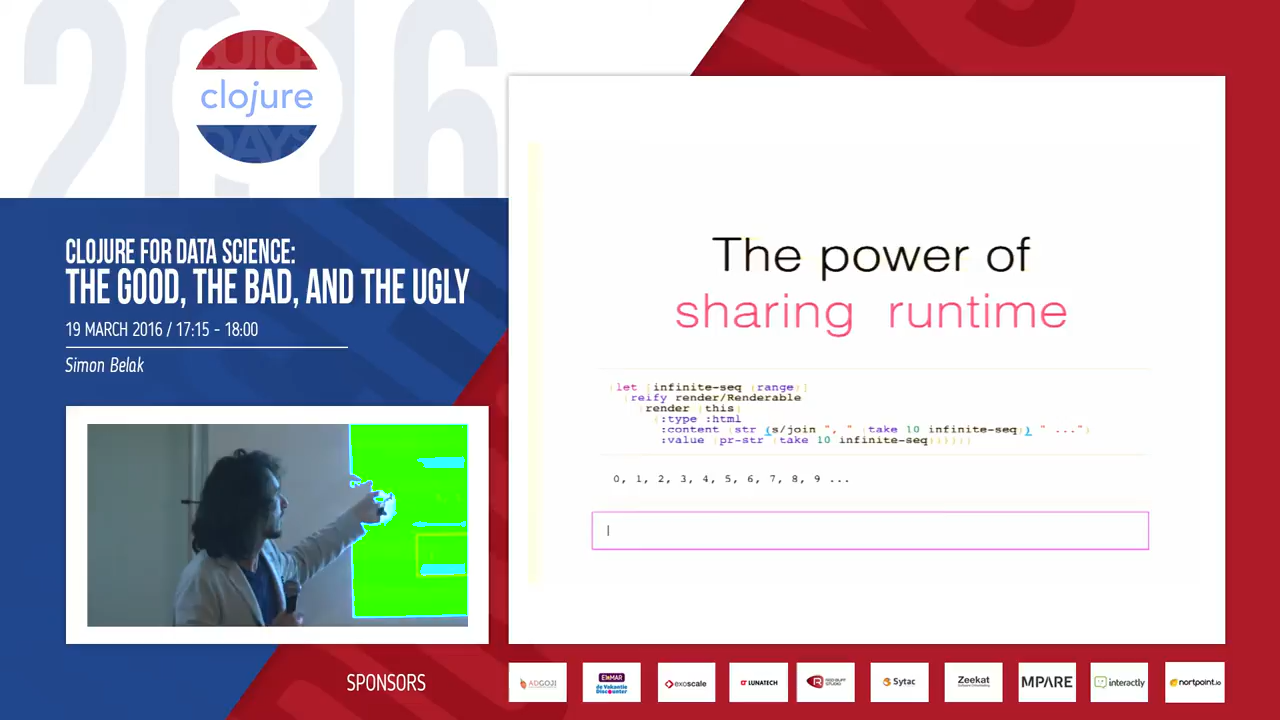 2016
DUTCH
clojure
DAYS
CLOJURE FOR DATA SCIENCE:
THE GOOD, THE BAD, AND THE UGLY
19 MARCH 2016 / 17:15 - 18:00
Simon Belak
The power of
sharing runtime
(let [infinite-seq (range)]
(reify render/Renderable
(render [this]
{:type :html
:content (str (s/join ", " (take 10 infinite-seq)) " ...")
:value (pr-str (take 10 infinite-seq))})))
0, 1, 2, 3, 4, 5, 6, 7, 8, 9 ...
SPONSORS
ADGOJI
EliMAR
de Vakantie
Discounter
exoscale
LUNATECH
Sytac
Zeekat
MPARE
interactly
nortpoint.io